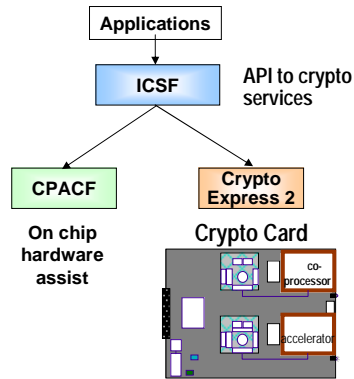 Applications
ICSF
API to crypto
services
CPACF
Crypto
Express 2
On chip
hardware
assist
Crypto Card
co-
processor
accelerator